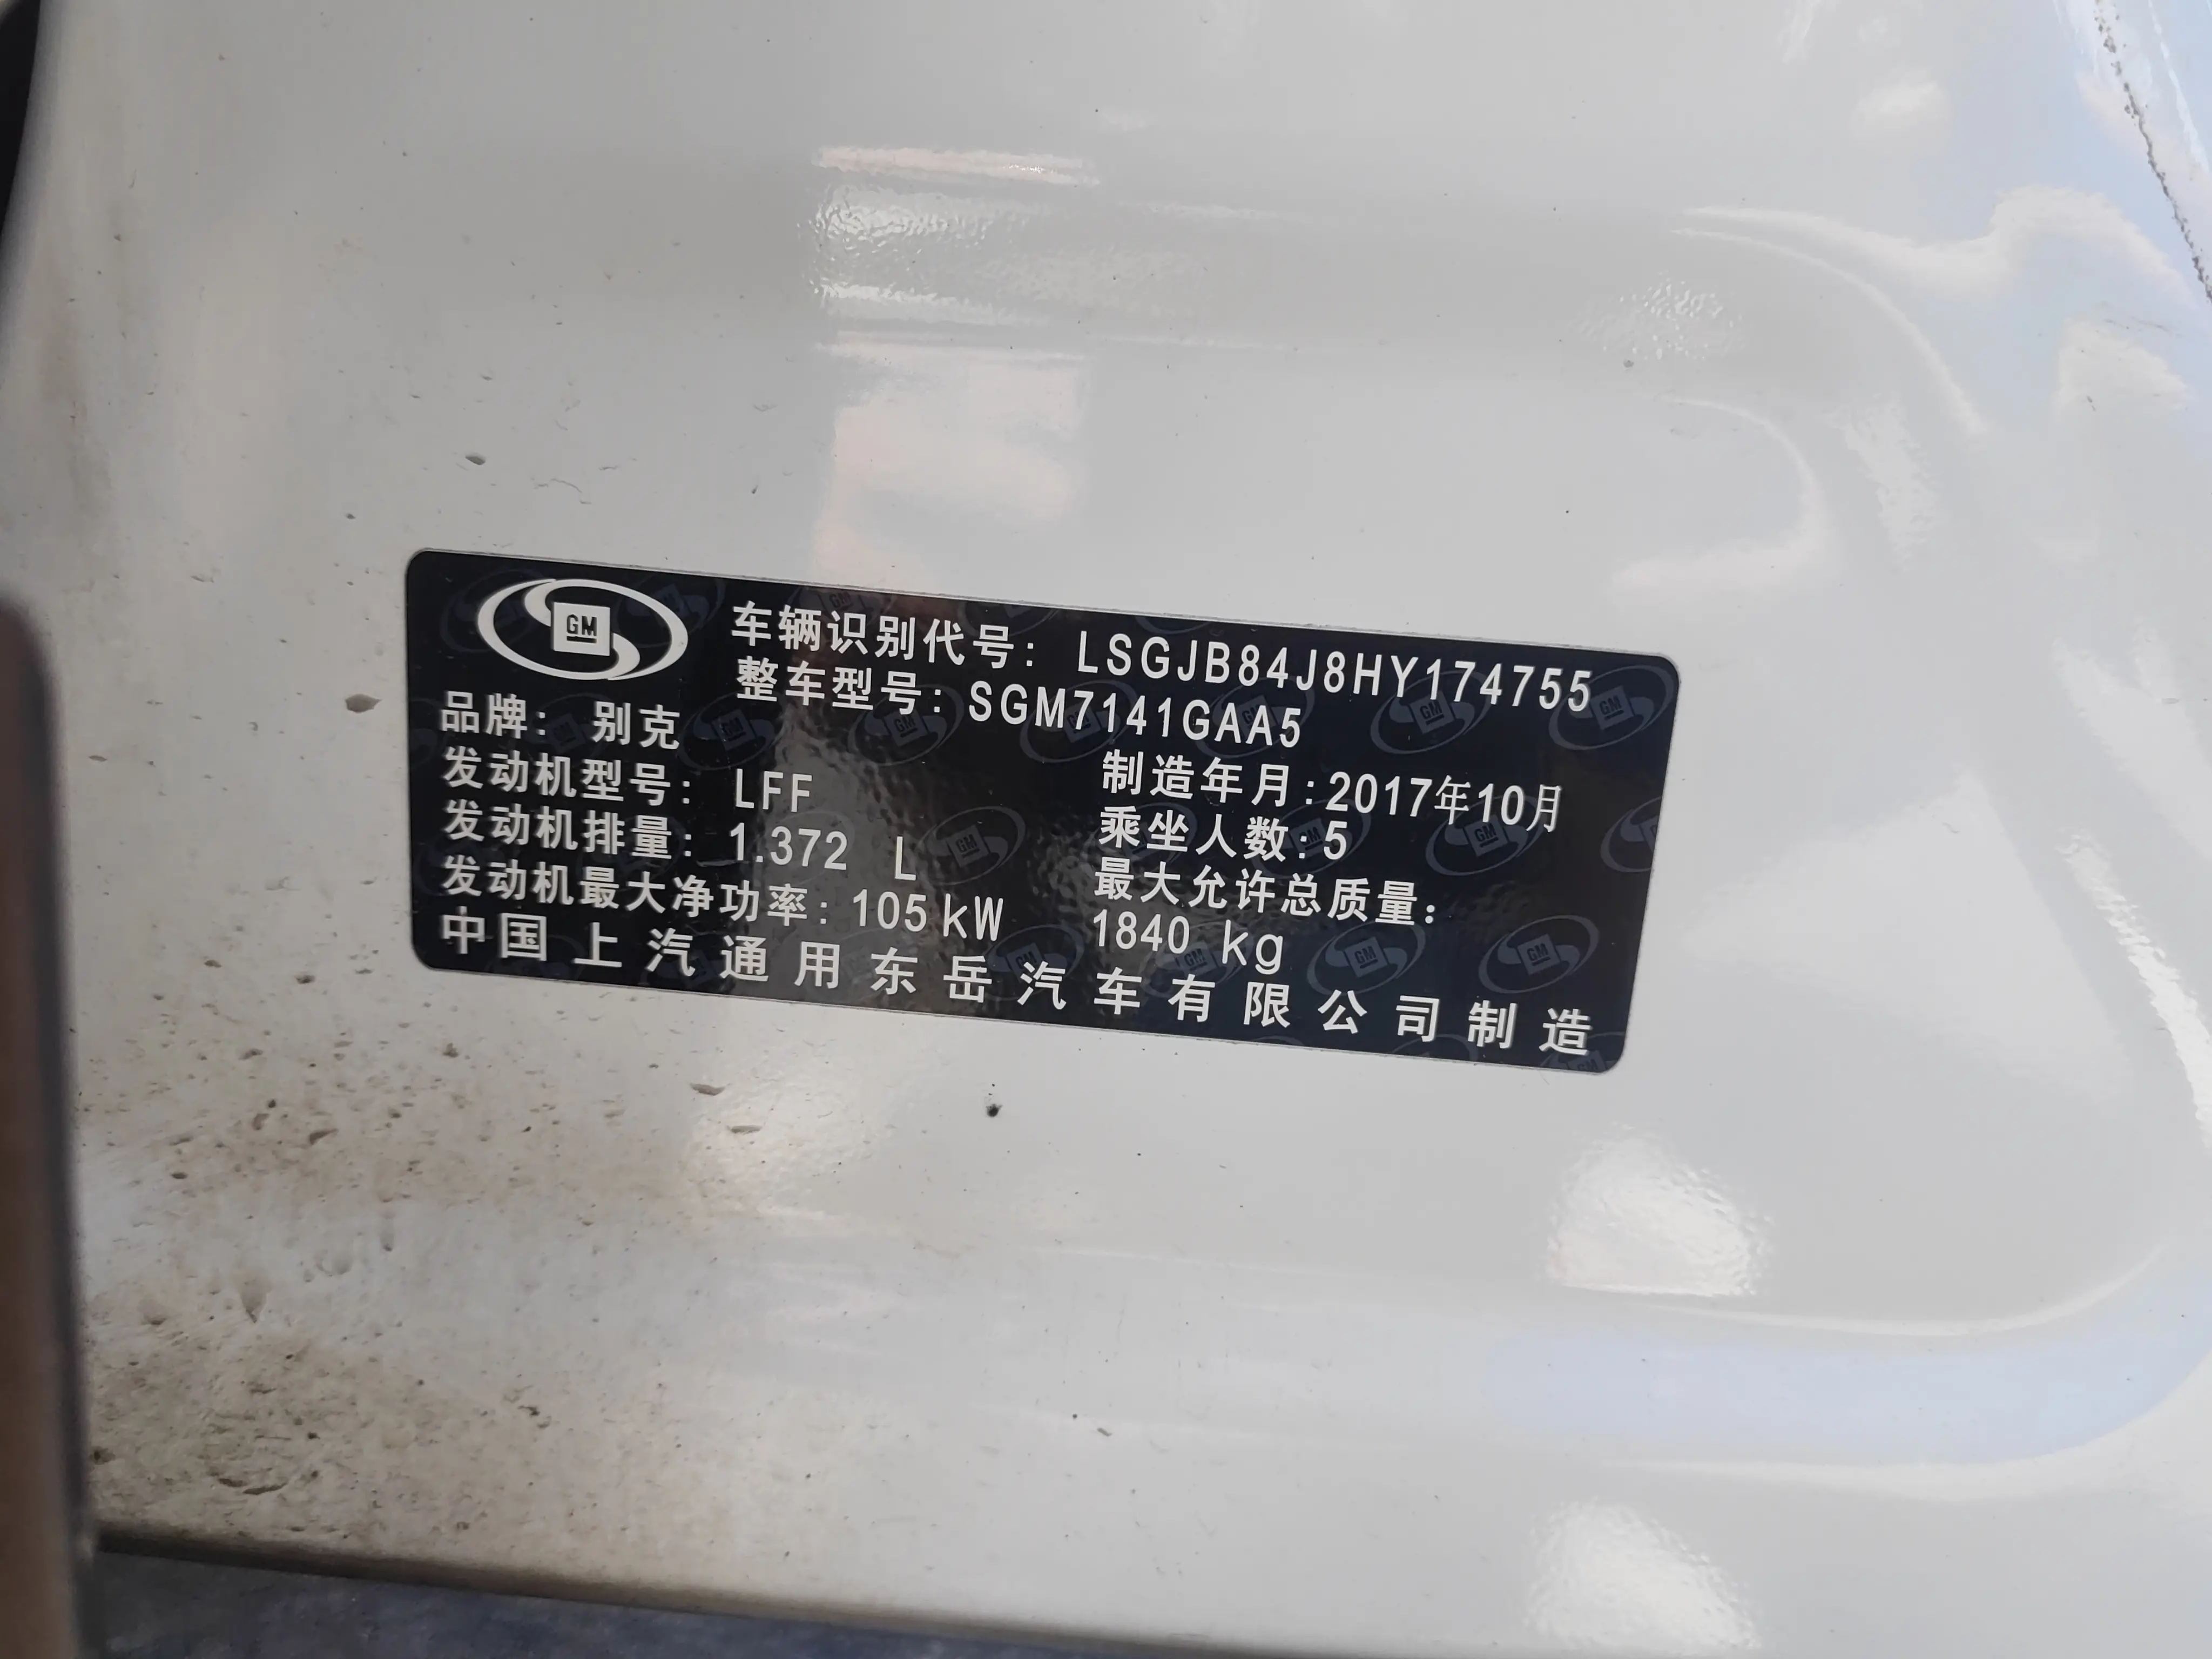 GM
车辆识别代号: LSGJB84J8HY174755
整车型号: SGM7141GAA5
品牌: 别克
发动机型号: LFF
制造年月:2017年10月
发动机排量: 1.372 L
乘坐人数:5
发动机最大净功率: 105 kW
最大允许总质量:
1840 kg
中国上汽通用东岳汽车有限公司制造